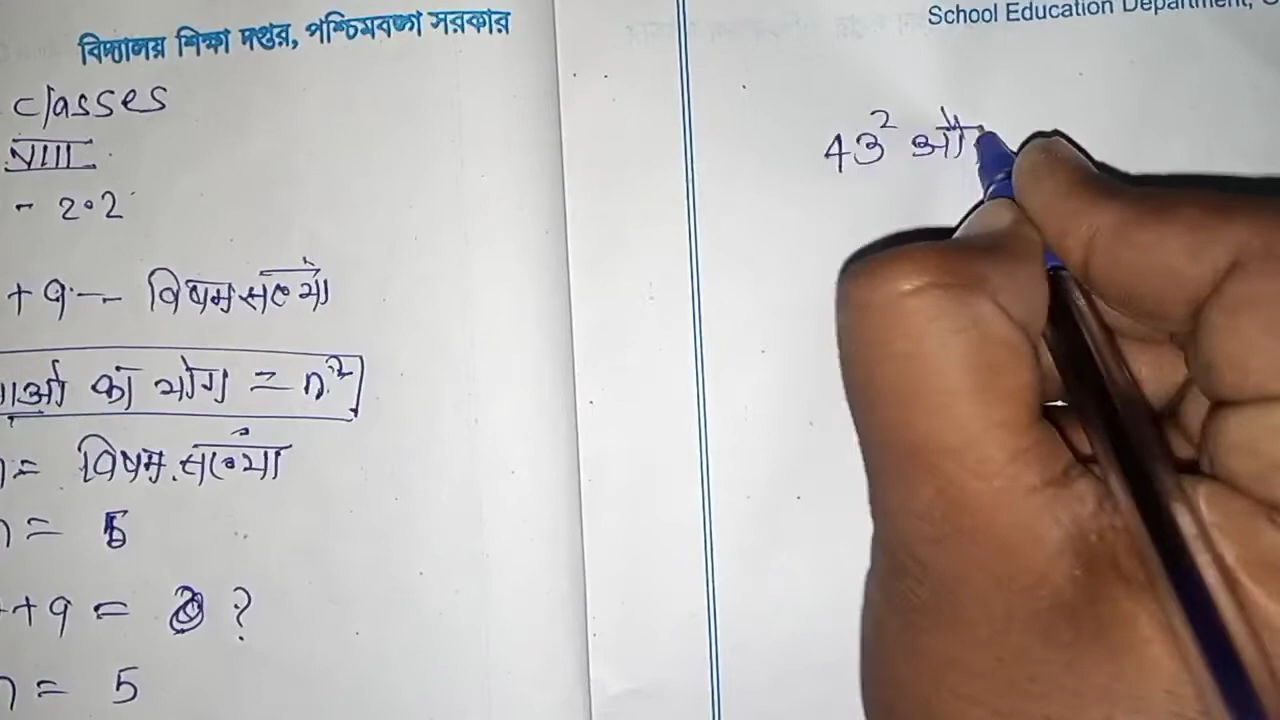 বিদ্যালয় শিক্ষা দপ্তর, পশ্চিমবঙ্গ সরকার
classes
VIII
- 2.2
+ 9 -- विषम संख्या
ाओं का योग = n²
n = विषम संख्या
n = 5
+ 9 = ?
n = 5
School Education Department,
43² औ